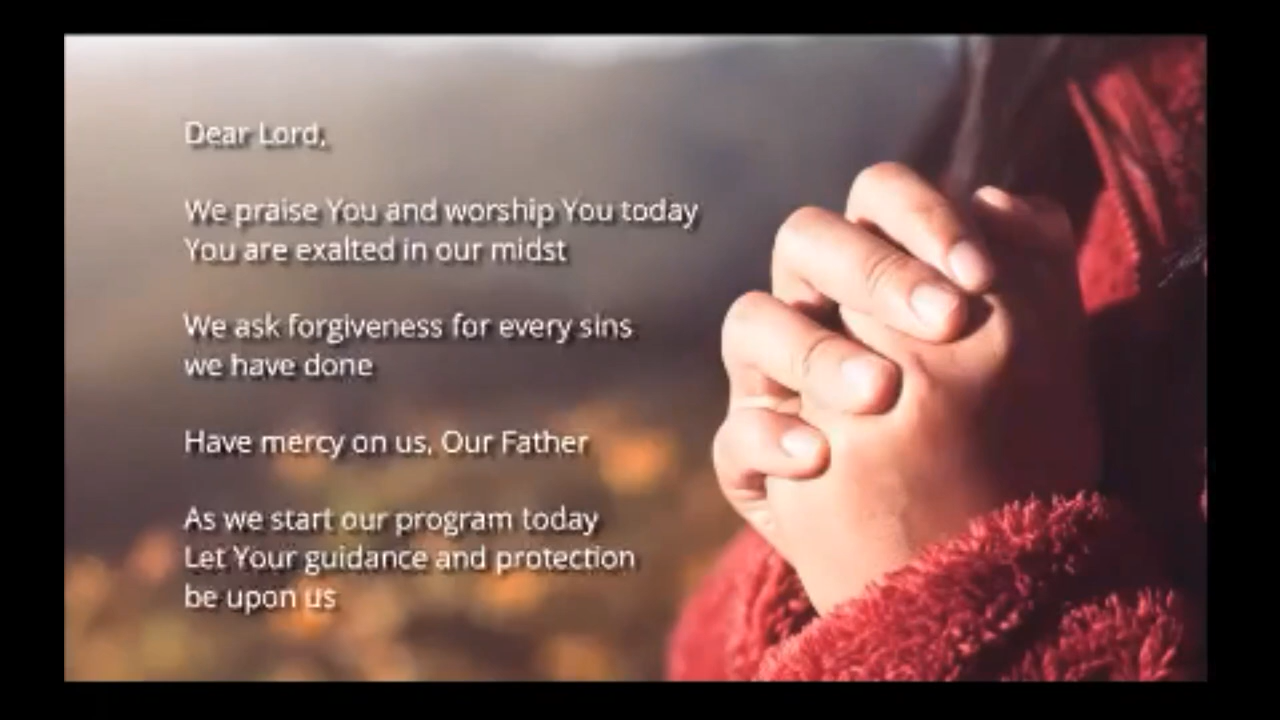 Dear Lord,
We praise You and worship You today
You are exalted in our midst
We ask forgiveness for every sins
we have done
Have mercy on us, Our Father
As we start our program today
Let Your guidance and protection
be upon us